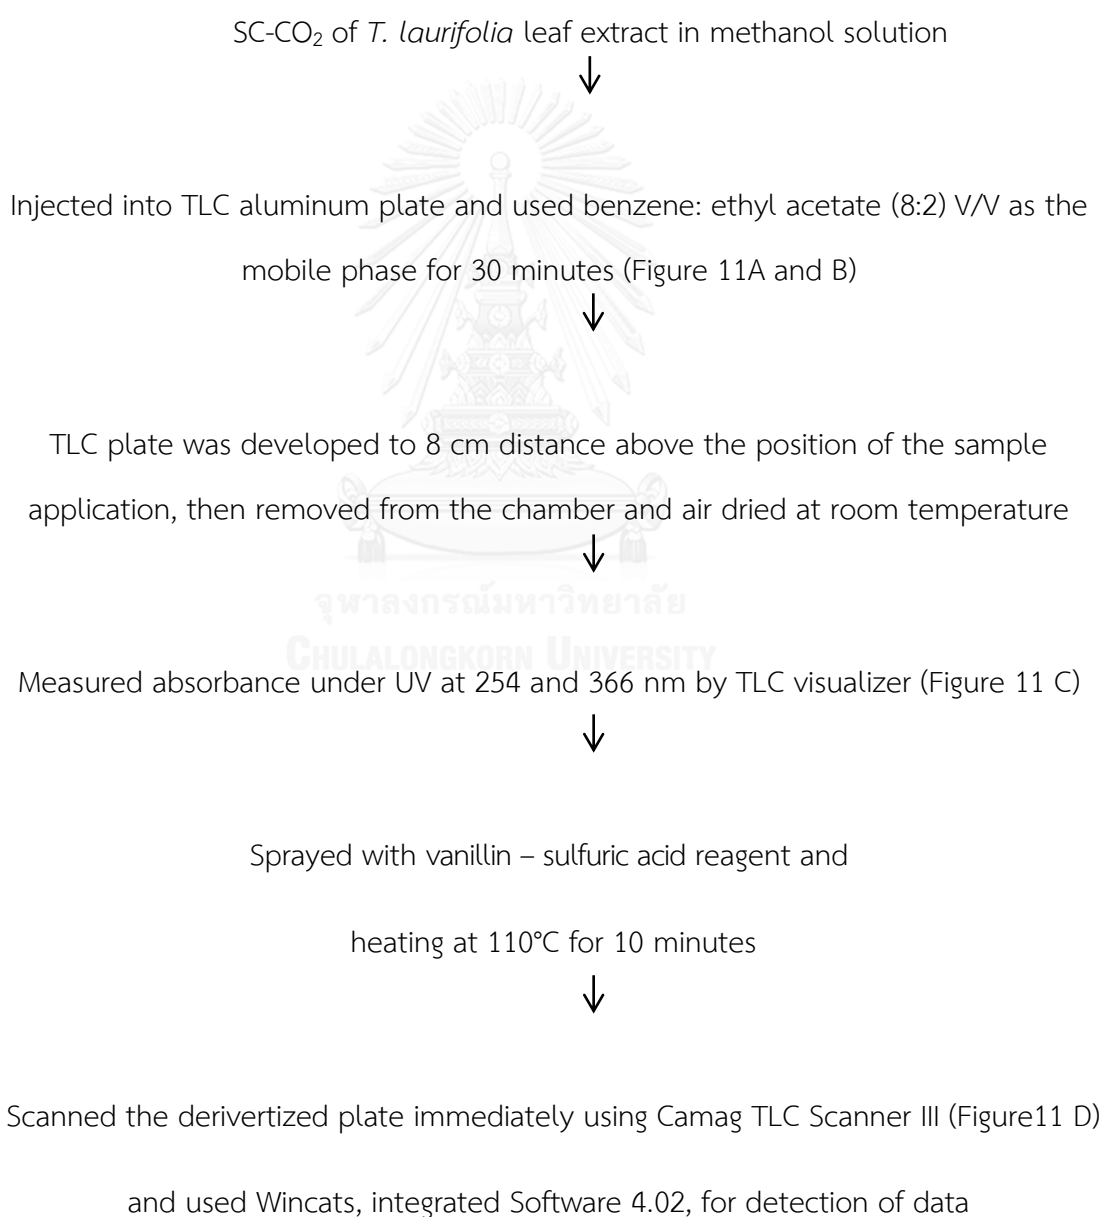 SC-CO₂ of T. laurifolia leaf extract in methanol solution
Injected into TLC aluminum plate and used benzene: ethyl acetate (8:2) V/V as the
mobile phase for 30 minutes (Figure 11A and B)
TLC plate was developed to 8 cm distance above the position of the sample
application, then removed from the chamber and air dried at room temperature
จุฬาลงกรณ์มหาวิทยาลัย
CHULALONGKORN UNIVERSITY
Measured absorbance under UV at 254 and 366 nm by TLC visualizer (Figure 11 C)
Sprayed with vanillin – sulfuric acid reagent and
heating at 110°C for 10 minutes
Scanned the derivertized plate immediately using Camag TLC Scanner III (Figure11 D)
and used Wincats, integrated Software 4.02, for detection of data